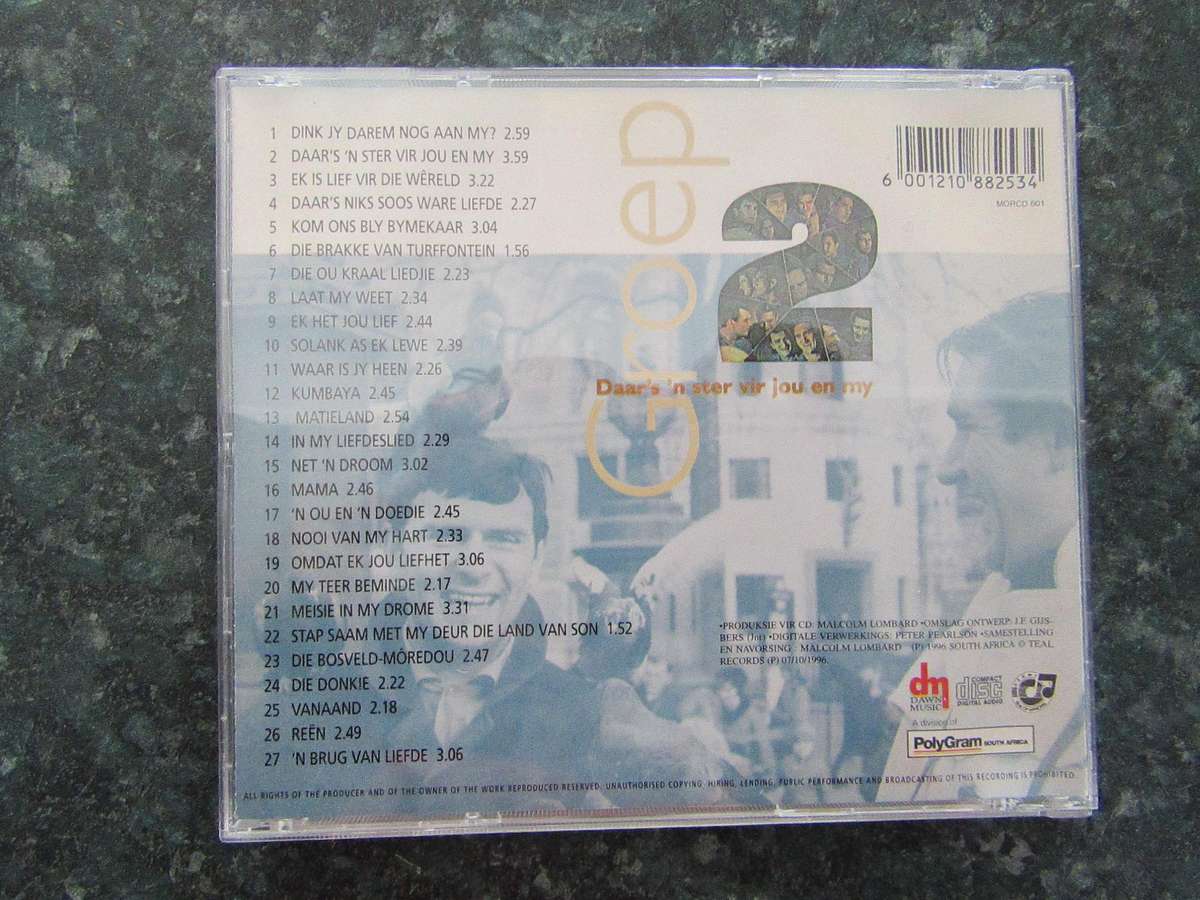 1 DINK JY DAREM NOG AAN MY? 2.59
2 DAAR'S 'N STER VIR JOU EN MY 3.59
3 EK IS LIEF VIR DIE WÊRELD 3.22
4 DAAR'S NIKS SOOS WARE LIEFDE 2.27
5 KOM ONS BLY BYMEKAAR 3.04
6 DIE BRAKKE VAN TURFFONTEIN 1.56
7 DIE OU KRAAL LIEDJIE 2.23
8 LAAT MY WEET 2.34
9 EK HET JOU LIEF 2.44
10 SOLANK AS EK LEWE 2.39
11 WAAR IS JY HEEN 2.26
12 KUMBAYA 2.45
13 MATIELAND 2.54
14 IN MY LIEFDESLIED 2.29
15 NET 'N DROOM 3.02
16 MAMA 2.46
17 'N OU EN 'N DOEDIE 2.45
18 NOOI VAN MY HART 2.33
19 OMDAT EK JOU LIEFHET 3.06
20 MY TEER BEMINDE 2.17
21 MEISIE IN MY DROME 3.31
22 STAP SAAM MET MY DEUR DIE LAND VAN SON 1.52
23 DIE BOSVELD-MÔREDOU 2.47
24 DIE DONKIE 2.22
25 VANAAND 2.18
26 REËN 2.49
27 'N BRUG VAN LIEFDE 3.06
Groep
2
Daar's 'n ster vir jou en my
6 001210 882534
MORCD 601
•PRODUKSIE VIR CD: MALCOLM LOMBARD •OMSLAG ONTWERP: J.F. GIJS-
BERS (Jnr) •DIGITALE VERWERKINGS: PETER PEARLSON •SAMESTELLING
EN NAVORSING : MALCOLM LOMBARD (P) 1996 SOUTH AFRICA © TEAL
RECORDS (P) 07/10/1996.
dm
DAWN
MUSIC
COMPACT
disc
DIGITAL AUDIO
A division of
PolyGram SOUTH AFRICA
ALL RIGHTS OF THE PRODUCER AND OF THE OWNER OF THE WORK REPRODUCED RESERVED. UNAUTHORISED COPYING. HIRING, LENDING, PUBLIC PERFORMANCE AND BROADCASTING OF THIS RECORDING IS PROHIBITED.